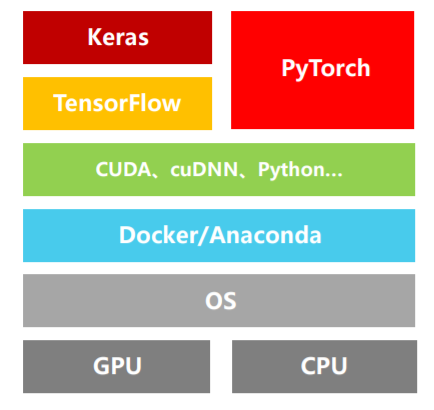 Keras
PyTorch
TensorFlow
CUDA、cuDNN、Python...
Docker/Anaconda
OS
GPU
CPU